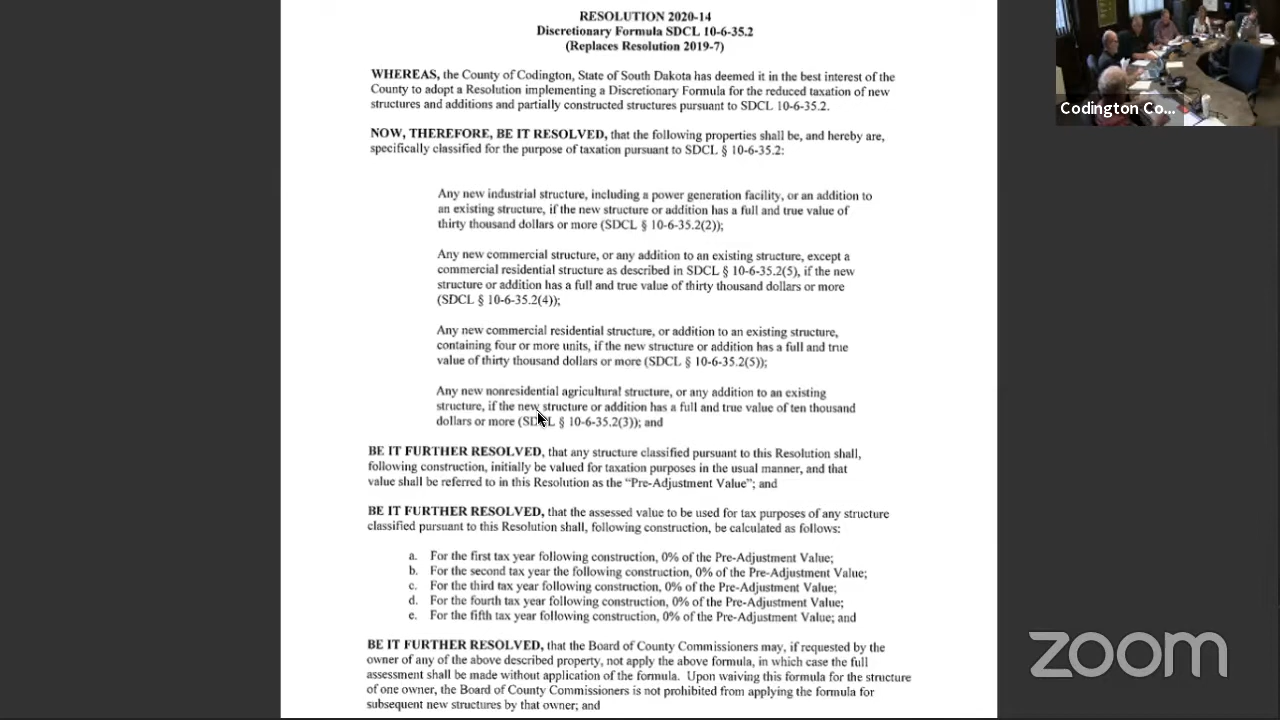 RESOLUTION 2020-14
Discretionary Formula SDCL 10-6-35.2
(Replaces Resolution 2019-7)
WHEREAS, the County of Codington, State of South Dakota has deemed it in the best interest of the
County to adopt a Resolution implementing a Discretionary Formula for the reduced taxation of new
structures and additions and partially constructed structures pursuant to SDCL 10-6-35.2.
NOW, THEREFORE, BE IT RESOLVED, that the following properties shall be, and hereby are,
specifically classified for the purpose of taxation pursuant to SDCL § 10-6-35.2:
Any new industrial structure, including a power generation facility, or an addition to
an existing structure, if the new structure or addition has a full and true value of
thirty thousand dollars or more (SDCL § 10-6-35.2(2));
Any new commercial structure, or any addition to an existing structure, except a
commercial residential structure as described in SDCL § 10-6-35.2(5), if the new
structure or addition has a full and true value of thirty thousand dollars or more
(SDCL § 10-6-35.2(4));
Any new commercial residential structure, or addition to an existing structure,
containing four or more units, if the new structure or addition has a full and true
value of thirty thousand dollars or more (SDCL § 10-6-35.2(5));
Any new nonresidential agricultural structure, or any addition to an existing
structure, if the new structure or addition has a full and true value of ten thousand
dollars or more (SDCL § 10-6-35.2(3)); and
BE IT FURTHER RESOLVED, that any structure classified pursuant to this Resolution shall,
following construction, initially be valued for taxation purposes in the usual manner, and that
value shall be referred to in this Resolution as the “Pre-Adjustment Value”; and
BE IT FURTHER RESOLVED, that the assessed value to be used for tax purposes of any structure
classified pursuant to this Resolution shall, following construction, be calculated as follows:
a. For the first tax year following construction, 0% of the Pre-Adjustment Value;
b. For the second tax year the following construction, 0% of the Pre-Adjustment Value;
c. For the third tax year following construction, 0% of the Pre-Adjustment Value;
d. For the fourth tax year following construction, 0% of the Pre-Adjustment Value;
e. For the fifth tax year following construction, 0% of the Pre-Adjustment Value; and
BE IT FURTHER RESOLVED, that the Board of County Commissioners may, if requested by the
owner of any of the above described property, not apply the above formula, in which case the full
assessment shall be made without application of the formula. Upon waiving this formula for the structure
of one owner, the Board of County Commissioners is not prohibited from applying the formula for
subsequent new structures by that owner; and
Codington Co...
zoom